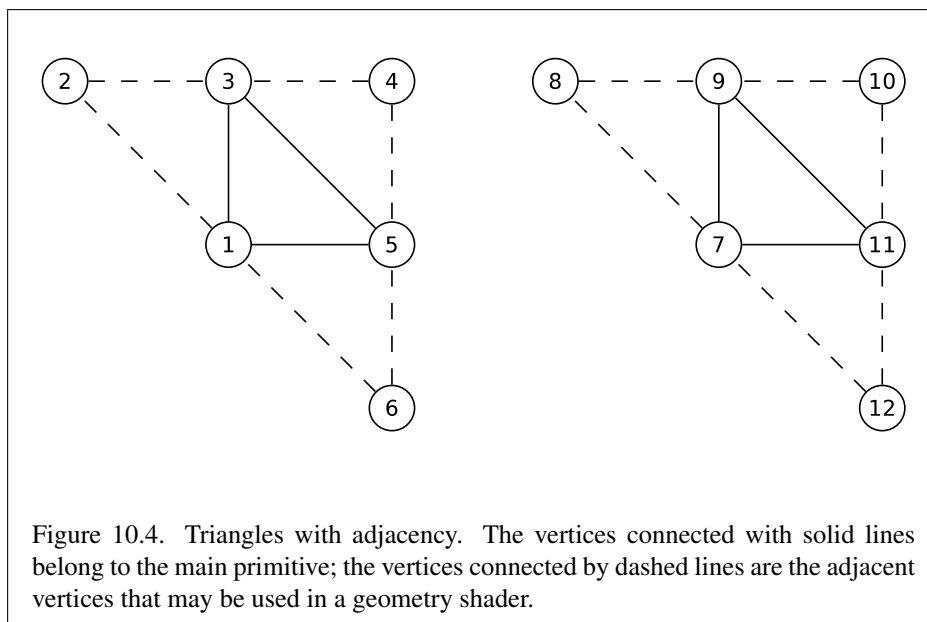 2 3 4 8 9 10
1 5 7 11
6 12
Figure 10.4. Triangles with adjacency. The vertices connected with solid lines
belong to the main primitive; the vertices connected by dashed lines are the adjacent
vertices that may be used in a geometry shader.